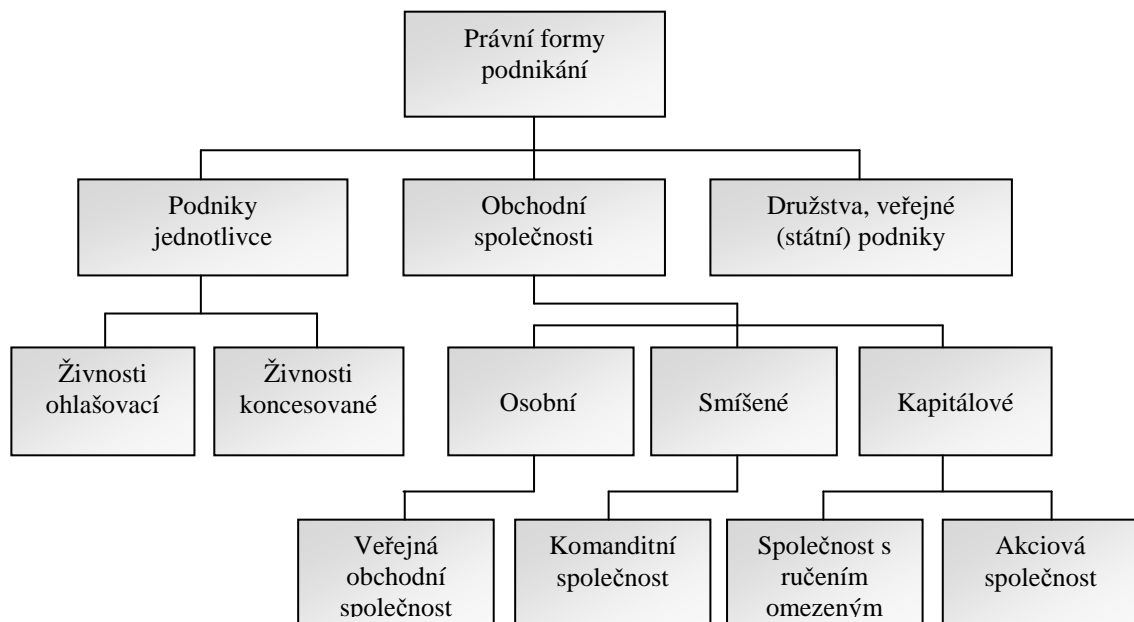 Právní formy
podnikání
Podniky
jednotlivce
Obchodní
společnosti
Družstva, veřejné
(státní) podniky
Živnosti
ohlašovací
Živnosti
koncesované
Osobní
Smíšené
Kapitálové
Veřejná
obchodní
společnost
Komanditní
společnost
Společnost s
ručením
omezeným
Akciová
společnost